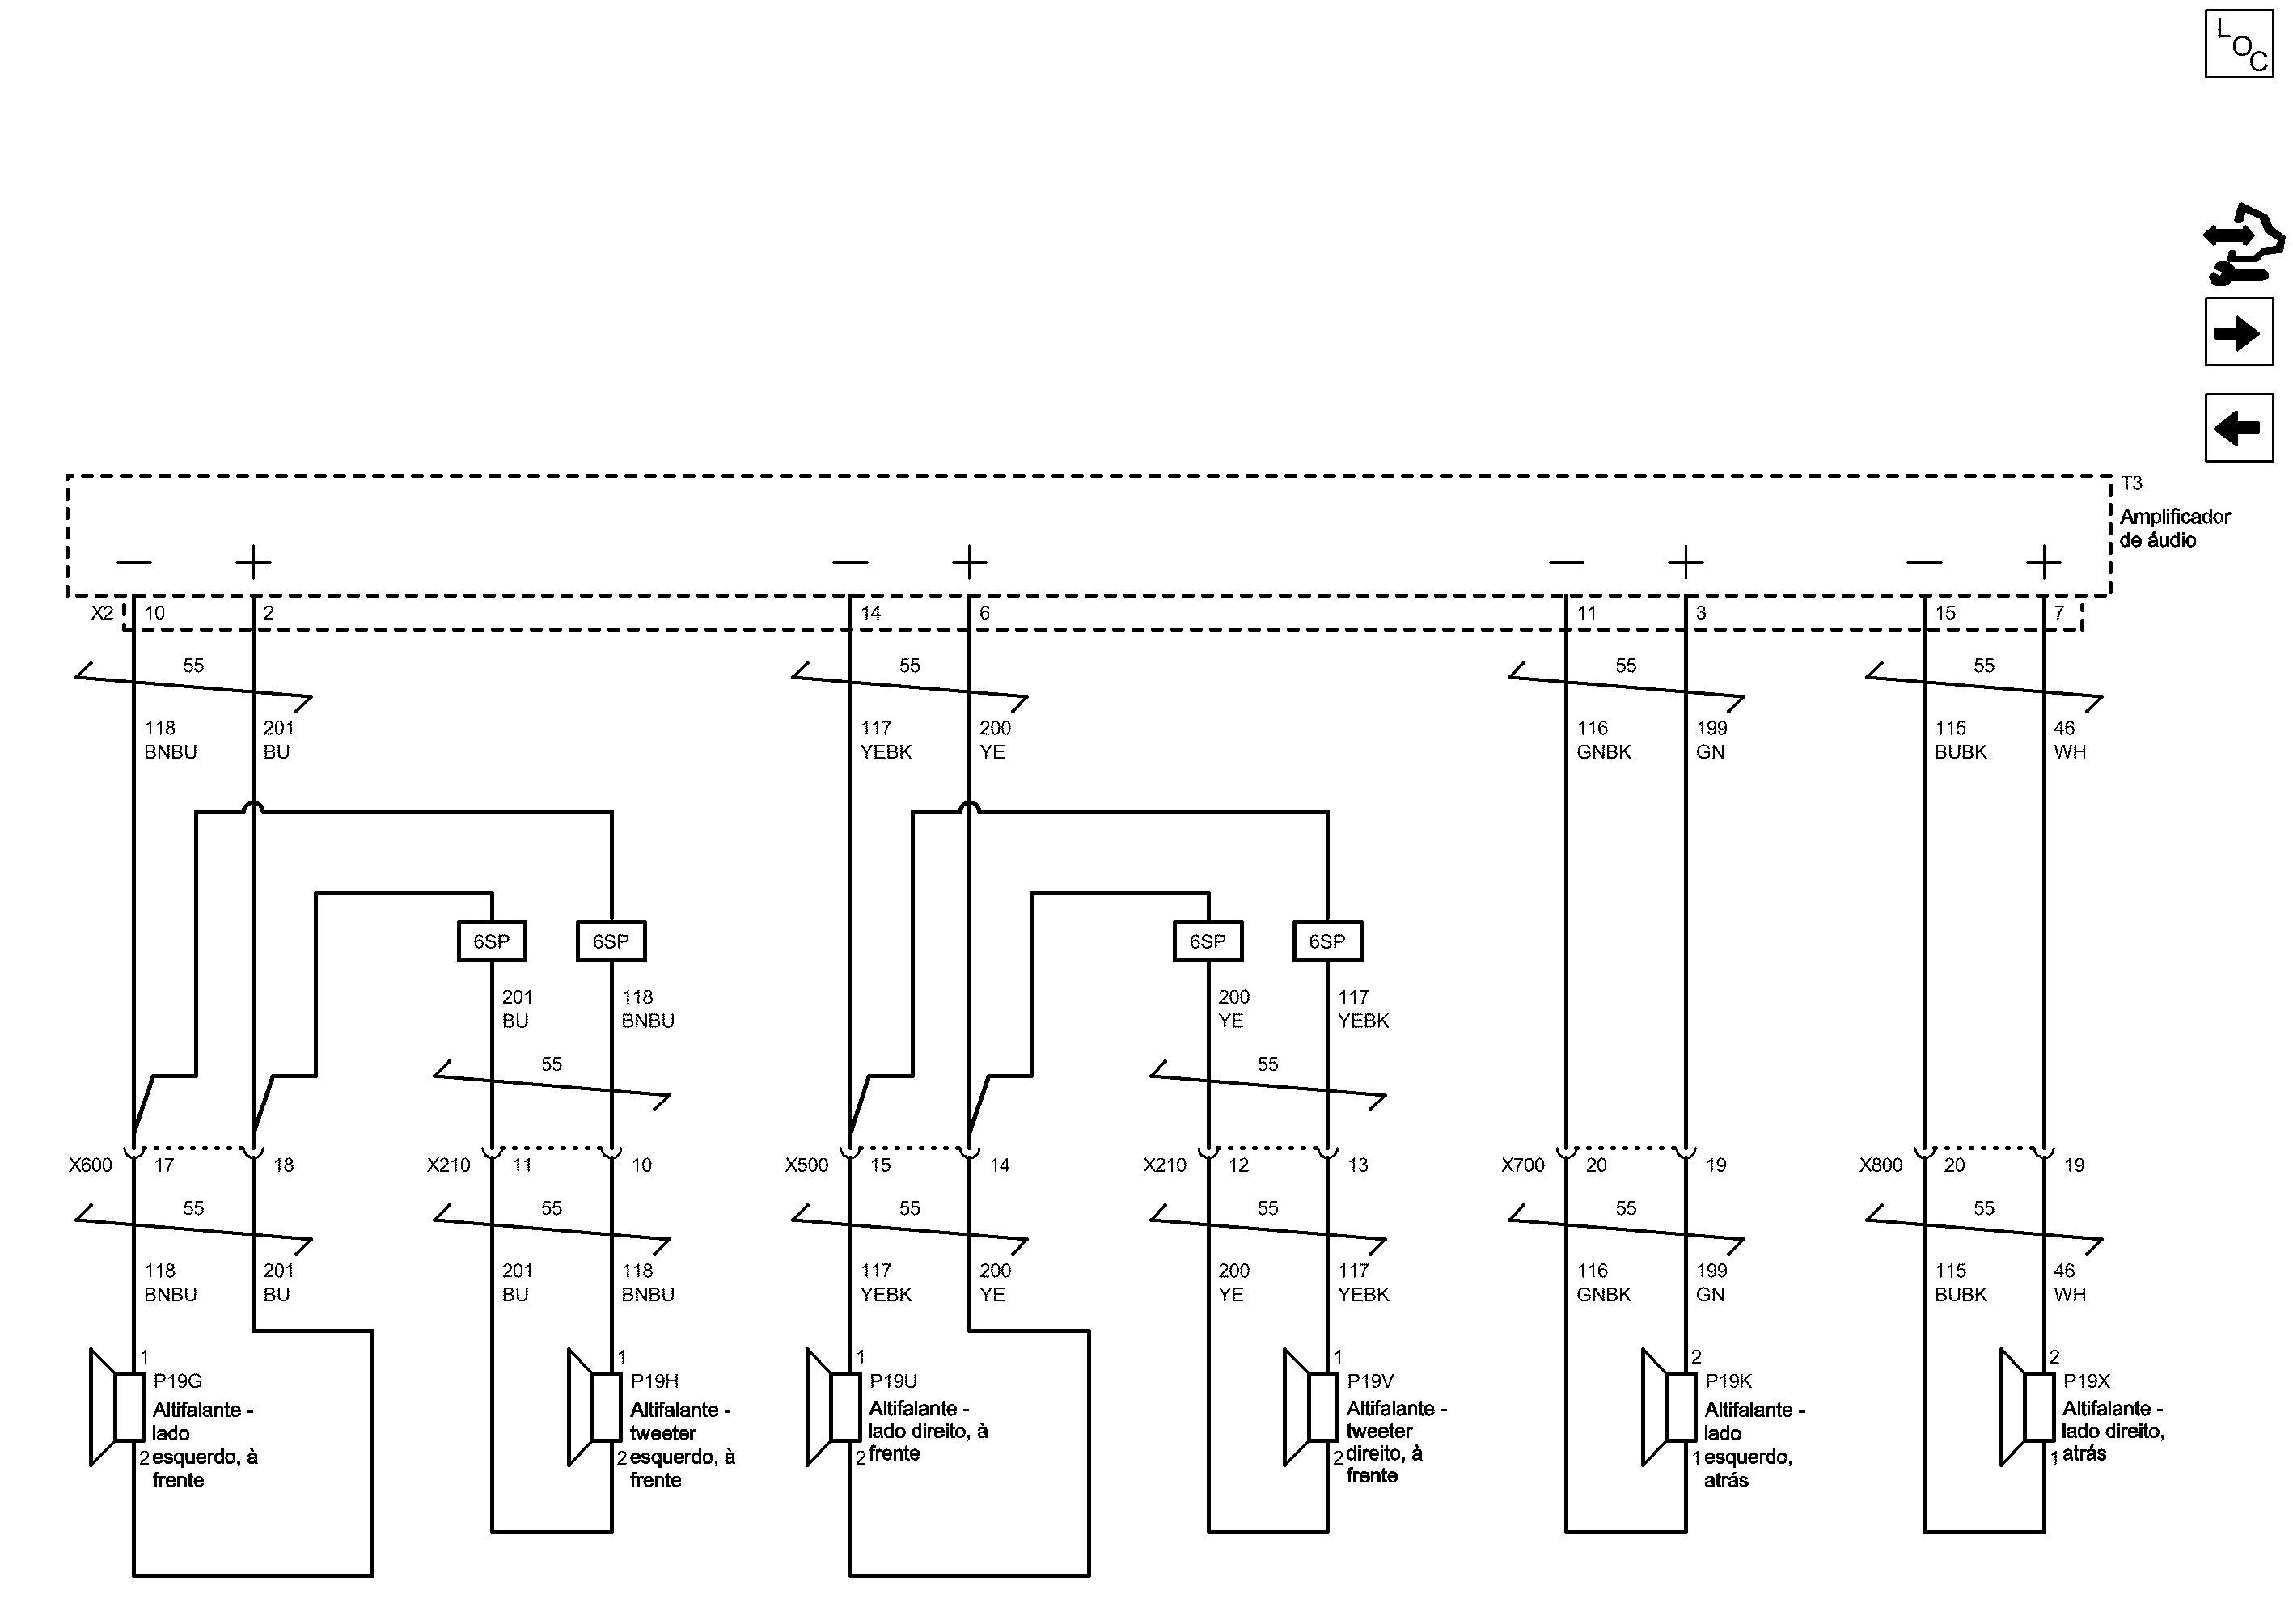 LOC
T3
Amplificador
de áudio
X2 10 2 14 6 11 3 15 7
55 55 55 55
118 201 117 200 116 199 115 46
BNBU BU YEBK YE GNBK GN BUBK WH
6SP 6SP 6SP 6SP
201 118 200 117
BU BNBU YE YEBK
55 55
X600 17 18 X210 11 10 X500 15 14 X210 12 13 X700 20 19 X800 20 19
55 55 55 55 55 55
118 201 201 118 117 200 200 117 116 199 115 46
BNBU BU BU BNBU YEBK YE YE YEBK GNBK GN BUBK WH
1
P19G
Altifalante -
lado
2 esquerdo, à
frente
1
P19H
Altifalante -
tweeter
2 esquerdo, à
frente
1
P19U
Altifalante -
lado direito, à
2 frente
1
P19V
Altifalante -
tweeter
2 direito, à
frente
2
P19K
Altifalante -
lado
1 esquerdo,
atrás
2
P19X
Altifalante -
lado direito,
1 atrás